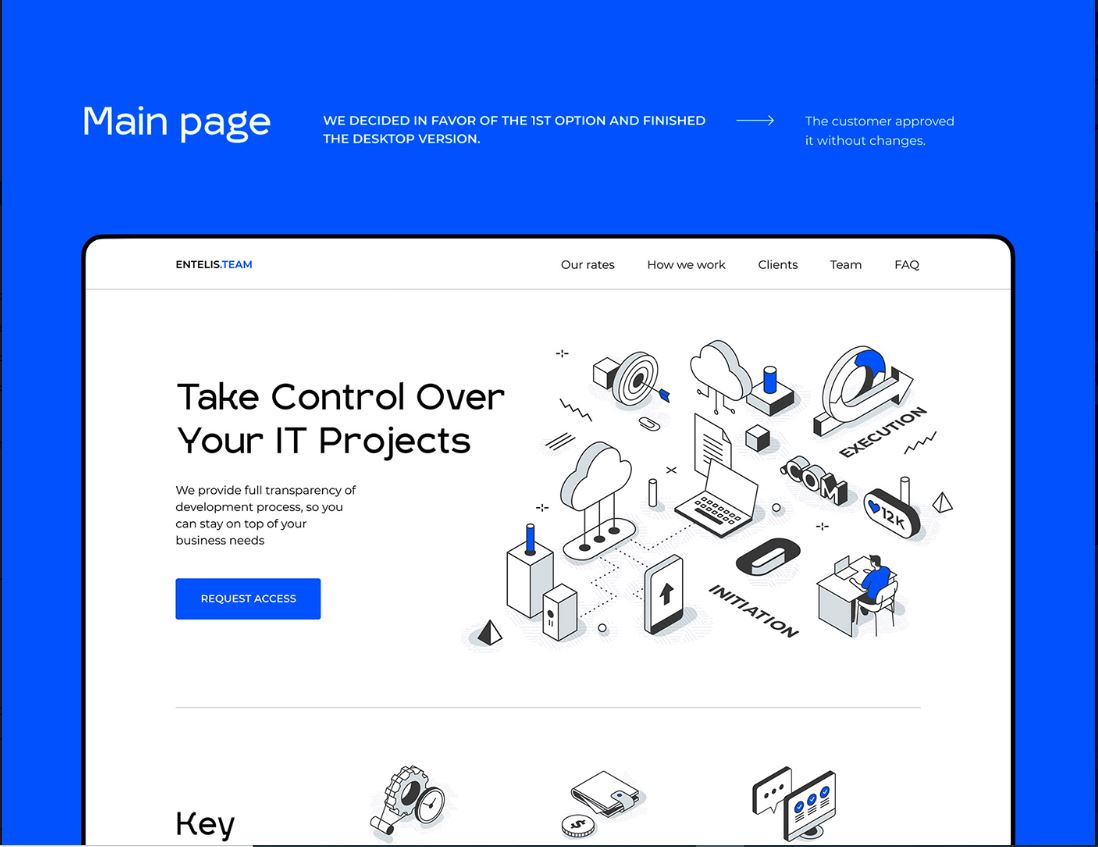 Main page
WE DECIDED IN FAVOR OF THE 1ST OPTION AND FINISHED
THE DESKTOP VERSION.
The customer approved
it without changes.
ENTELIS.TEAM
Our rates
How we work
Clients
Team
FAQ
Take Control Over
Your IT Projects
We provide full transparency of
development process, so you
can stay on top of your
business needs
REQUEST ACCESS
EXECUTION
.COM
12K
INITIATION
Key
$